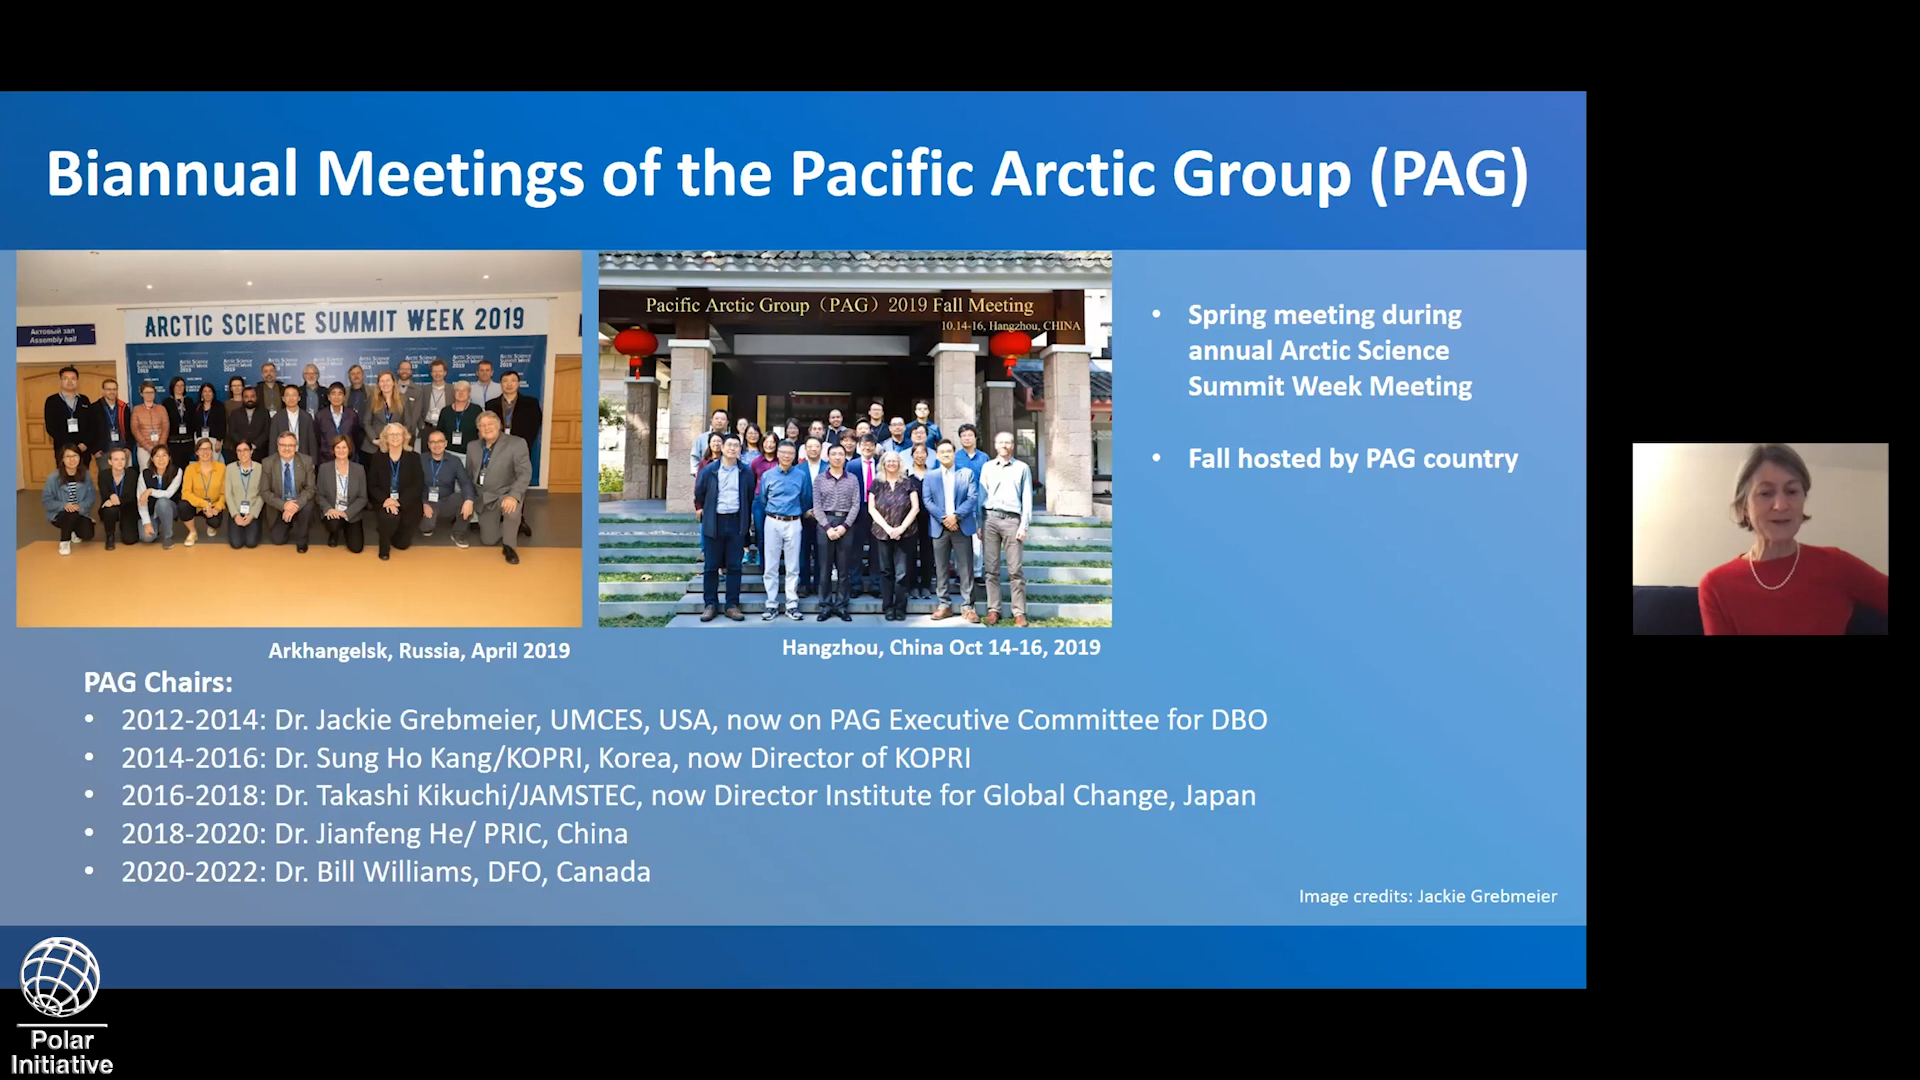 Biannual Meetings of the Pacific Arctic Group (PAG)
Актовый зал
Assembly hall
ARCTIC SCIENCE SUMMIT WEEK 2019
Pacific Arctic Group（PAG）2019 Fall Meeting
10.14-16, Hangzhou, CHINA
• Spring meeting during
annual Arctic Science
Summit Week Meeting
• Fall hosted by PAG country
Arkhangelsk, Russia, April 2019
Hangzhou, China Oct 14-16, 2019
PAG Chairs:
• 2012-2014: Dr. Jackie Grebmeier, UMCES, USA, now on PAG Executive Committee for DBO
• 2014-2016: Dr. Sung Ho Kang/KOPRI, Korea, now Director of KOPRI
• 2016-2018: Dr. Takashi Kikuchi/JAMSTEC, now Director Institute for Global Change, Japan
• 2018-2020: Dr. Jianfeng He/ PRIC, China
• 2020-2022: Dr. Bill Williams, DFO, Canada
Image credits: Jackie Grebmeier
Polar
Initiative